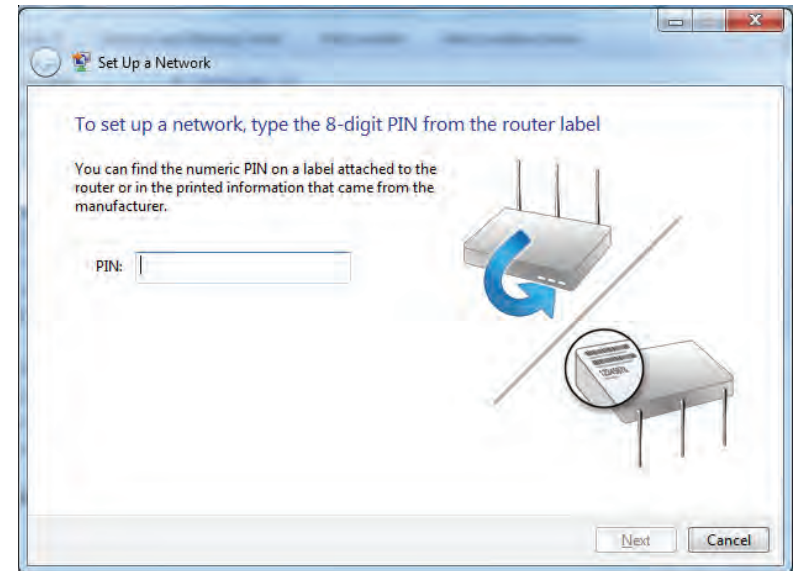 Set Up a Network
To set up a network, type the 8-digit PIN from the router label
You can find the numeric PIN on a label attached to the
router or in the printed information that came from the
manufacturer.
PIN:
Next
Cancel